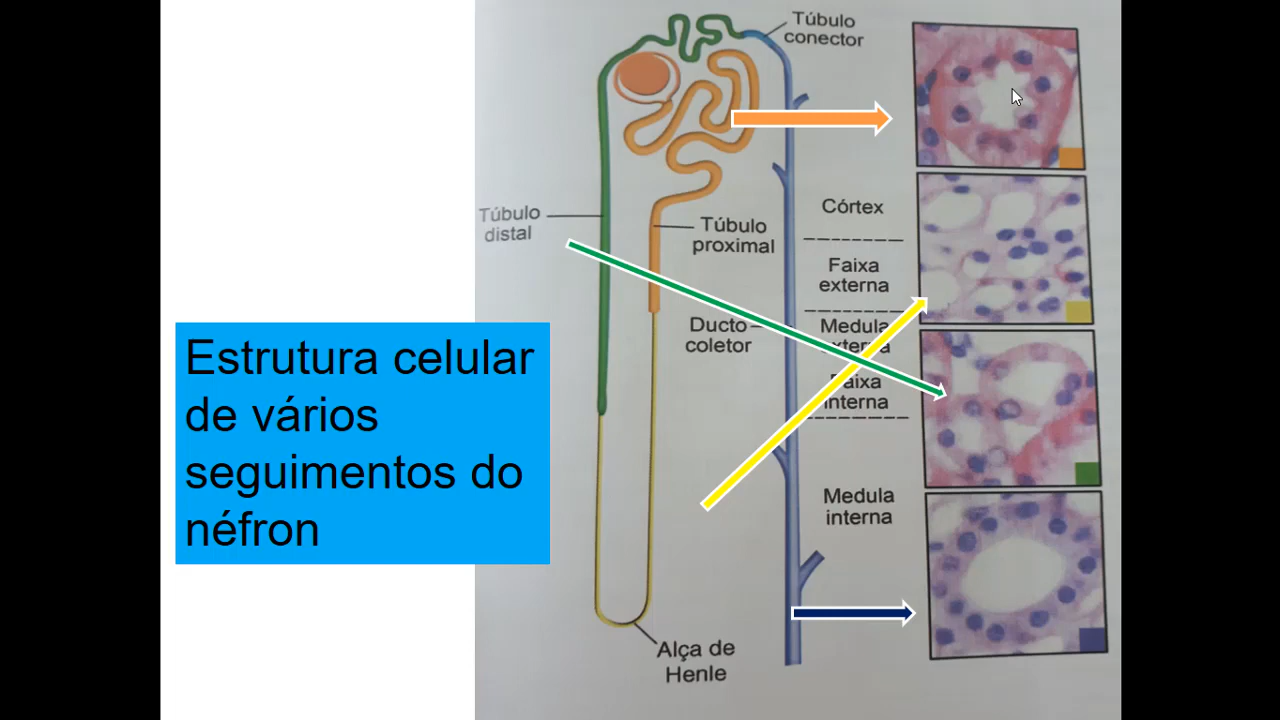 Túbulo
conector
Córtex
Túbulo
distal
Túbulo
proximal
Faixa
externa
Ducto
coletor
Medula
externa
Faixa
interna
Estrutura celular
de vários
seguimentos do
néfron
Medula
interna
Alça de
Henle